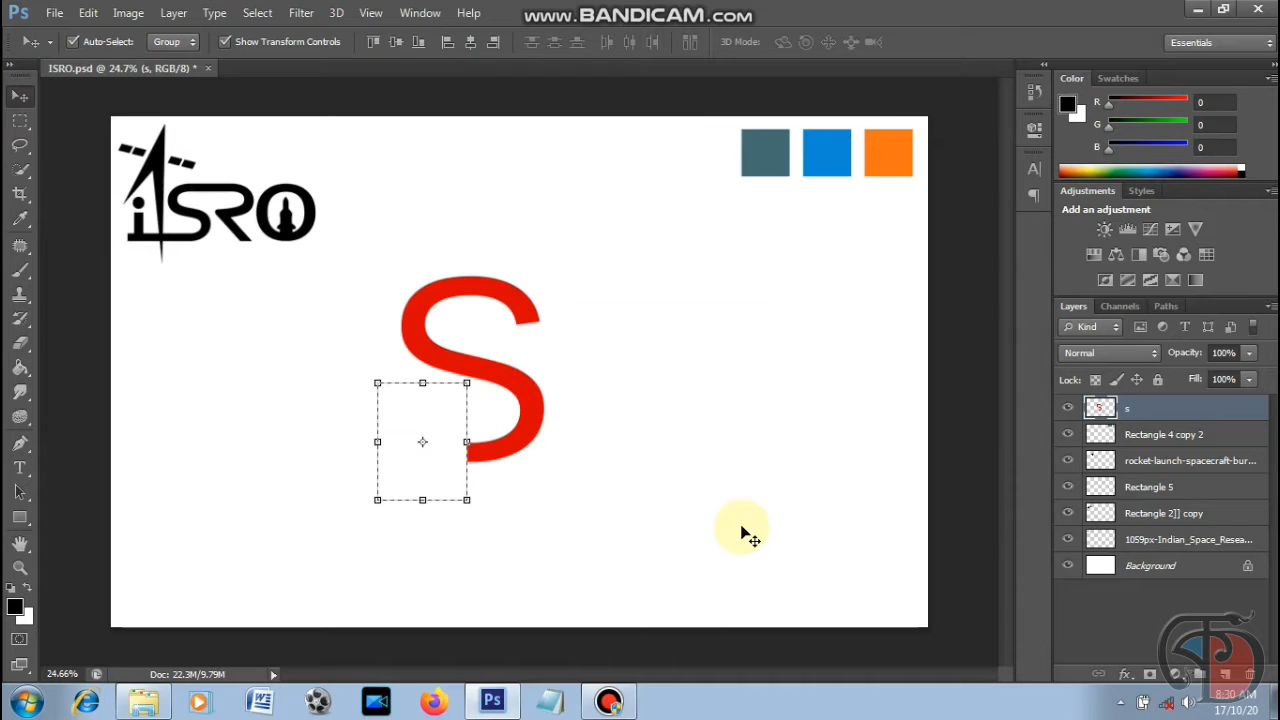 www.BANDICAM.com
Ps File Edit Image Layer Type Select Filter 3D View Window Help
Auto-Select: Group Show Transform Controls 3D Mode: Essentials
ISRO.psd @ 24.7% (s, RGB/8) * ×
Color Swatches
R 0
G 0
B 0
Adjustments Styles
Add an adjustment
iSRO
S
Layers Channels Paths
Kind
Normal Opacity: 100%
Lock: Fill: 100%
s
Rectangle 4 copy 2
rocket-launch-spacecraft-bur...
Rectangle 5
Rectangle 2]] copy
1059px-Indian_Space_Resea...
Background
24.66% Doc: 22.3M/9.79M
8:30 AM
17/10/20